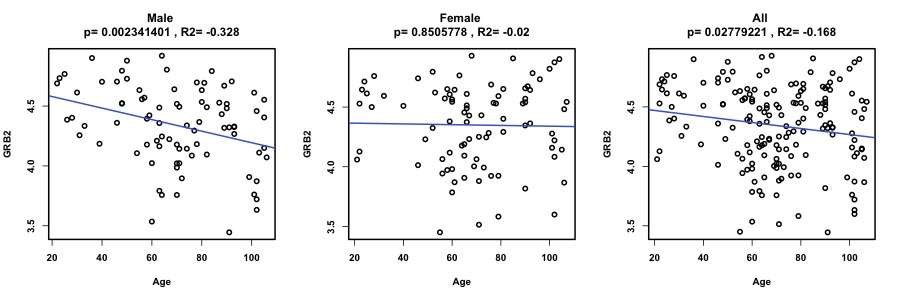 Male
p= 0.002341401 , R2= -0.328
GRB2
4.5
4.0
3.5
20 40 60 80 100
Age
Female
p= 0.8505778 , R2= -0.02
GRB2
4.5
4.0
3.5
20 40 60 80 100
Age
All
p= 0.02779221 , R2= -0.168
GRB2
4.5
4.0
3.5
20 40 60 80 100
Age